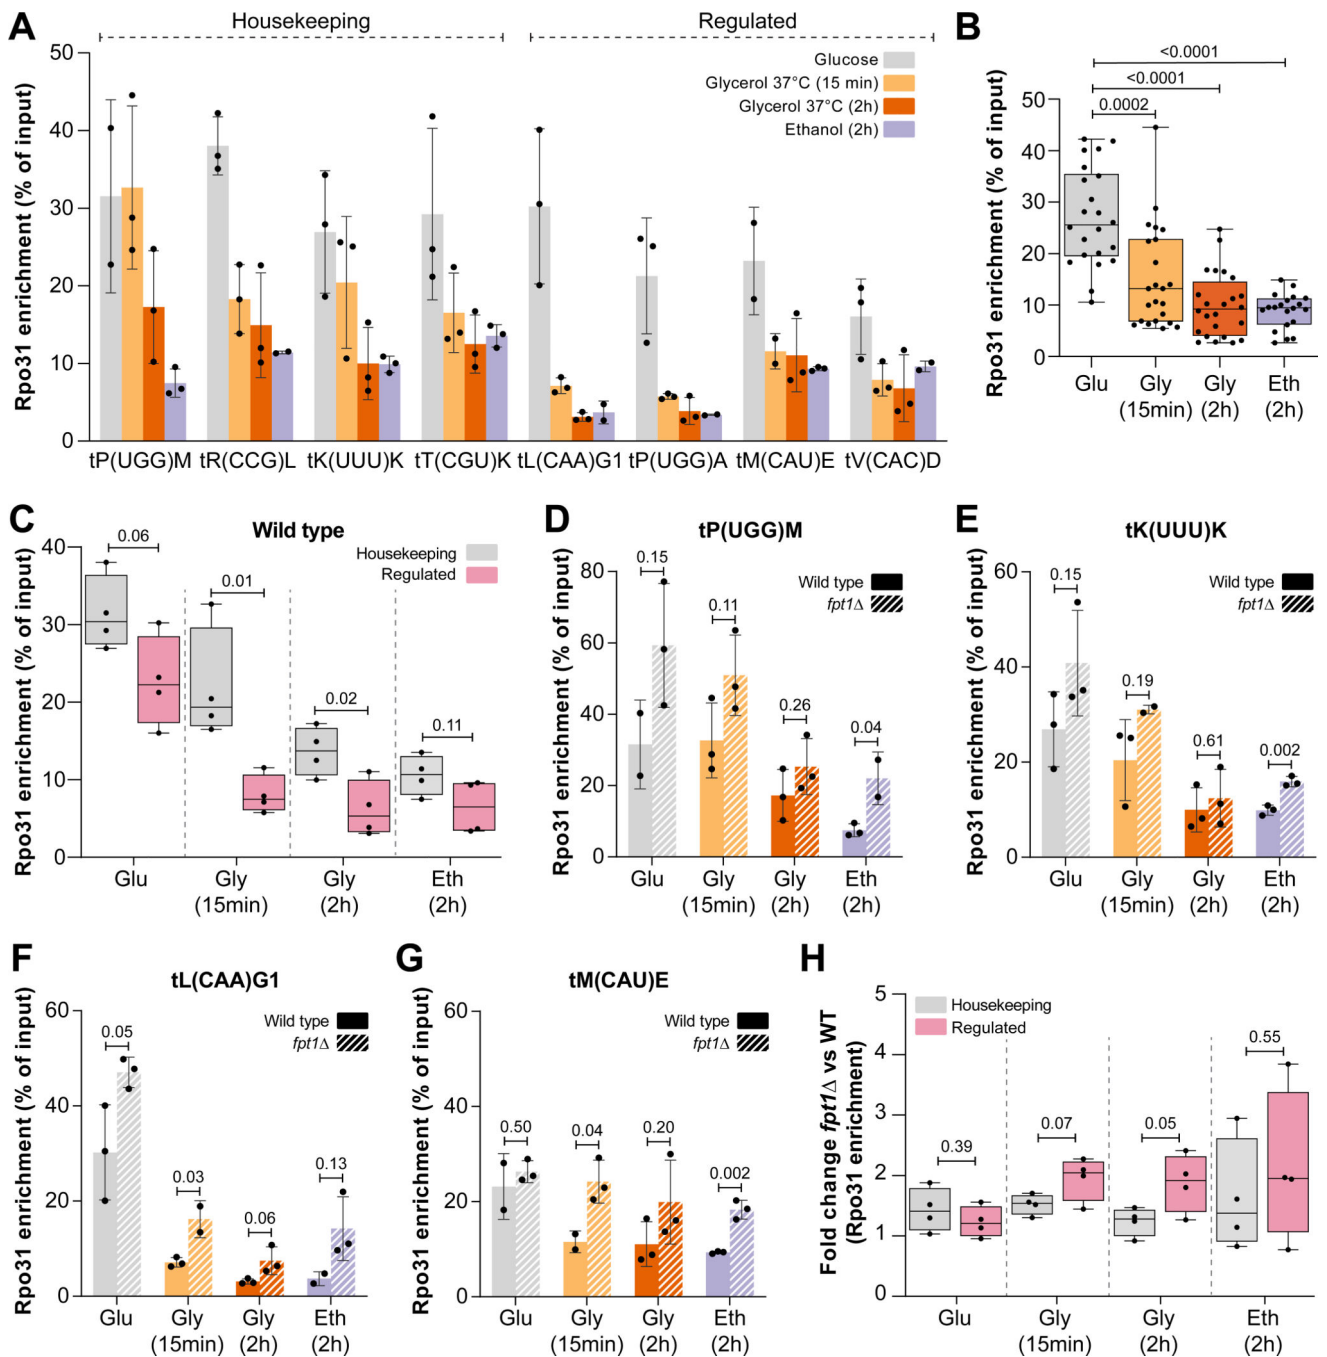 A
Housekeeping
Regulated
Rpo31 enrichment (% of input)
50
40
30
20
10
0
Glucose
Glycerol 37°C (15 min)
Glycerol 37°C (2h)
Ethanol (2h)
tP(UGG)M tR(CCG)L tK(UUU)K tT(CGU)K tL(CAA)G1 tP(UGG)A tM(CAU)E tV(CAC)D
B
<0.0001
<0.0001
0.0002
Rpo31 enrichment (% of input)
50
40
30
20
10
0
Glu Gly Gly Eth
(15min) (2h) (2h)
C
Wild type
Housekeeping
Regulated
Rpo31 enrichment (% of input)
40
30
20
10
0
0.06
0.01
0.02
0.11
Glu Gly Gly Eth
(15min) (2h) (2h)
D
tP(UGG)M
Wild type
fpt1Δ
Rpo31 enrichment (% of input)
80
60
40
20
0
0.15
0.11
0.26
0.04
Glu Gly Gly Eth
(15min) (2h) (2h)
E
tK(UUU)K
Wild type
fpt1Δ
Rpo31 enrichment (% of input)
60
40
20
0
0.15
0.19
0.61
0.002
Glu Gly Gly Eth
(15min) (2h) (2h)
F
tL(CAA)G1
Wild type
fpt1Δ
Rpo31 enrichment (% of input)
60
40
20
0
0.05
0.03
0.06
0.13
Glu Gly Gly Eth
(15min) (2h) (2h)
G
tM(CAU)E
Wild type
fpt1Δ
Rpo31 enrichment (% of input)
60
40
20
0
0.50
0.04
0.20
0.002
Glu Gly Gly Eth
(15min) (2h) (2h)
H
Housekeeping
Regulated
Fold change fpt1Δ vs WT
(Rpo31 enrichment)
5
4
3
2
1
0
0.39
0.07
0.05
0.55
Glu Gly Gly Eth
(15min) (2h) (2h)